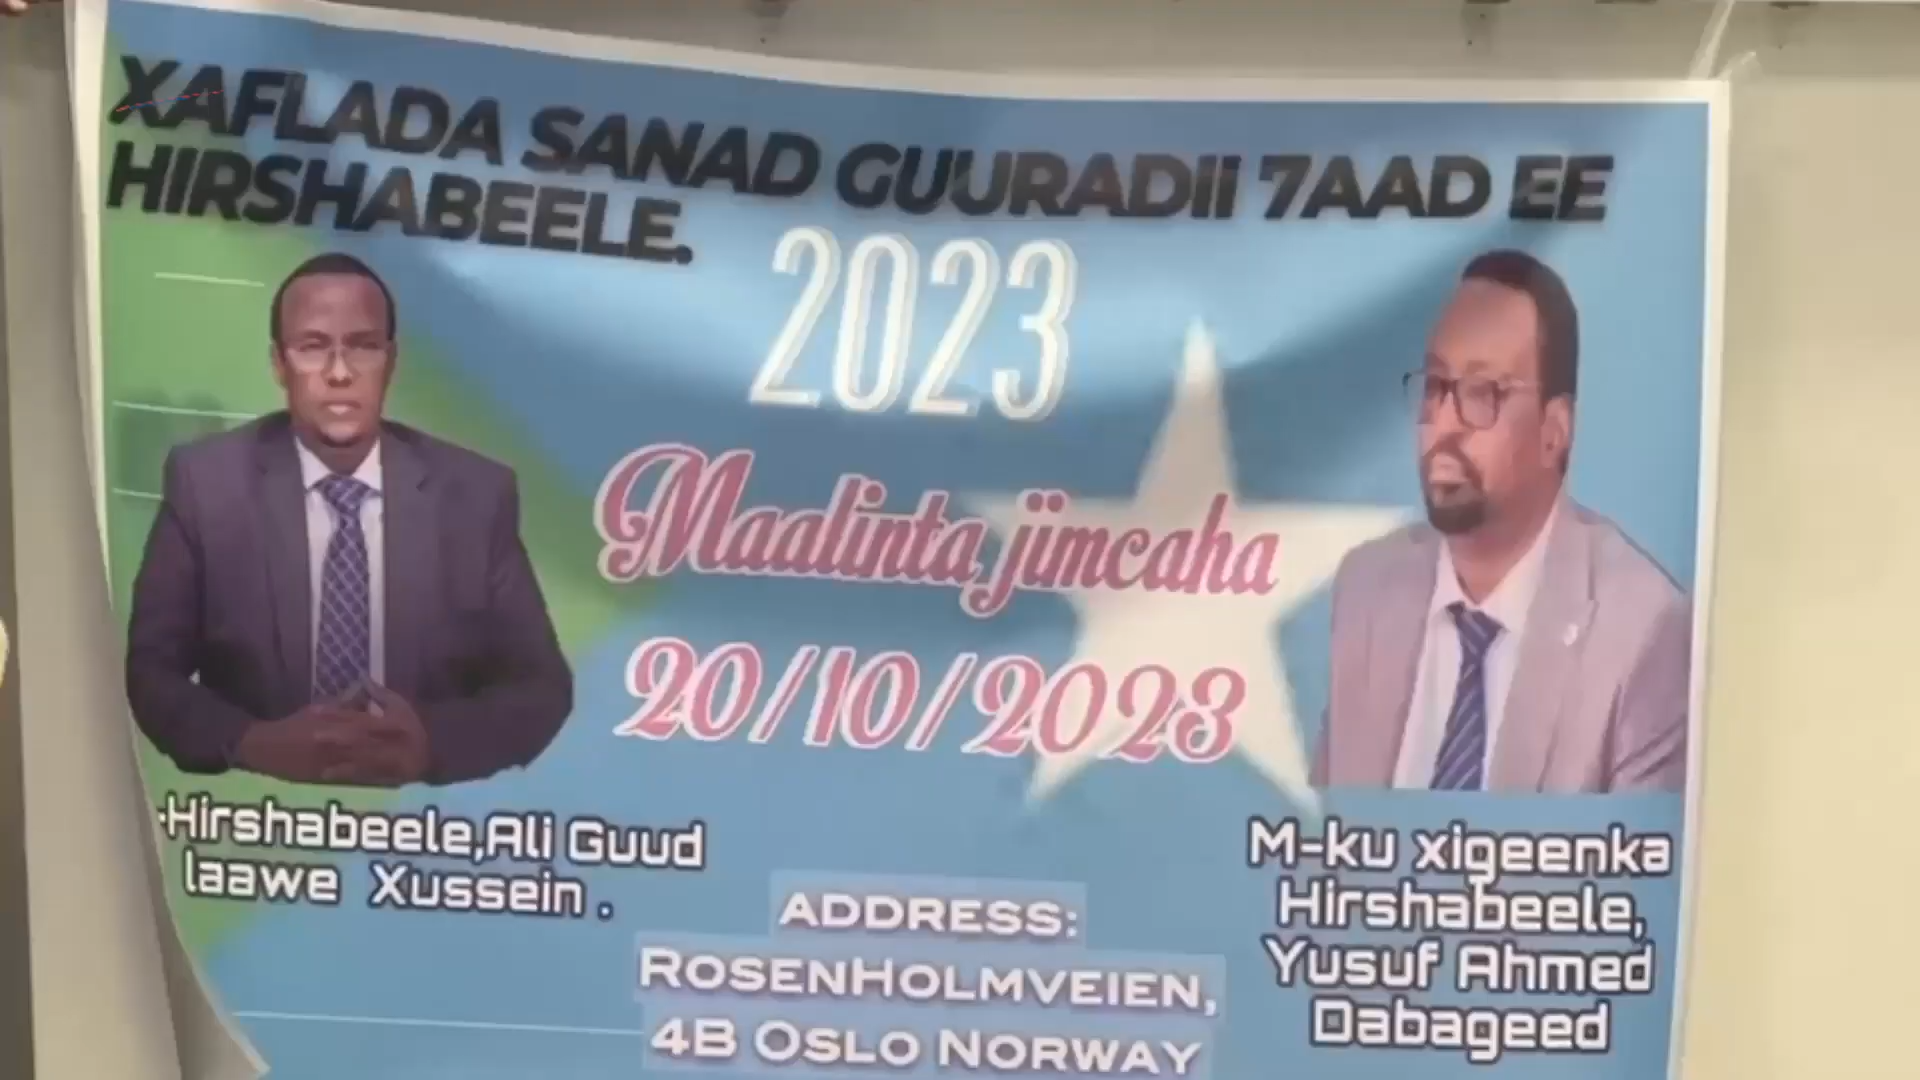 XAFLADA SANAD GUURADII 7AAD EE
HIRSHABEELE.
2023
Maalinta jimcaha
20/10/2023
-Hirshabeele,Ali Guud
laawe Xussein .
M-ku xigeenka
Hirshabeele,
Yusuf Ahmed
Dabageed
ADDRESS:
ROSENHOLMVEIEN,
4B OSLO NORWAY